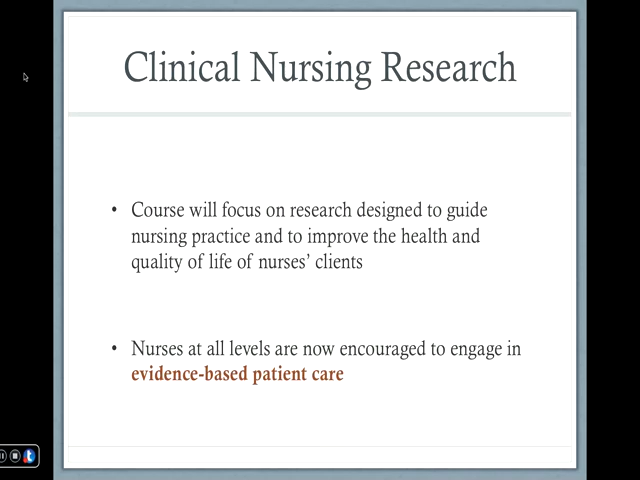 Clinical Nursing Research
• Course will focus on research designed to guide
nursing practice and to improve the health and
quality of life of nurses’ clients
• Nurses at all levels are now encouraged to engage in
evidence-based patient care